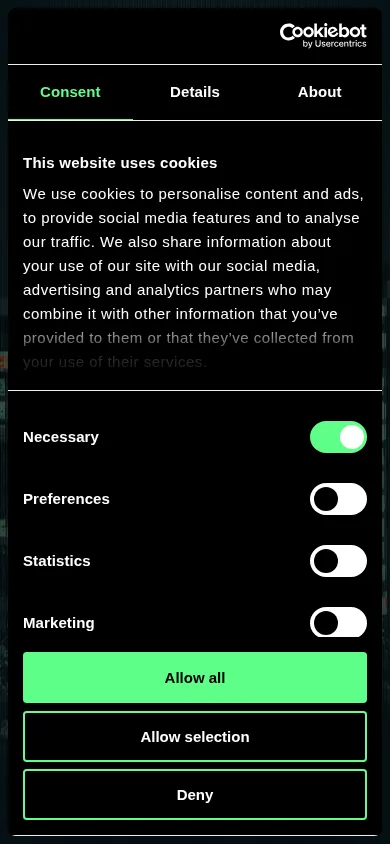 Cookiebot
by Usercentrics
Consent
Details
About
This website uses cookies
We use cookies to personalise content and ads,
to provide social media features and to analyse
our traffic. We also share information about
your use of our site with our social media,
advertising and analytics partners who may
combine it with other information that you've
provided to them or that they've collected from
your use of their services.
Necessary
Preferences
Statistics
Marketing
Allow all
Allow selection
Deny